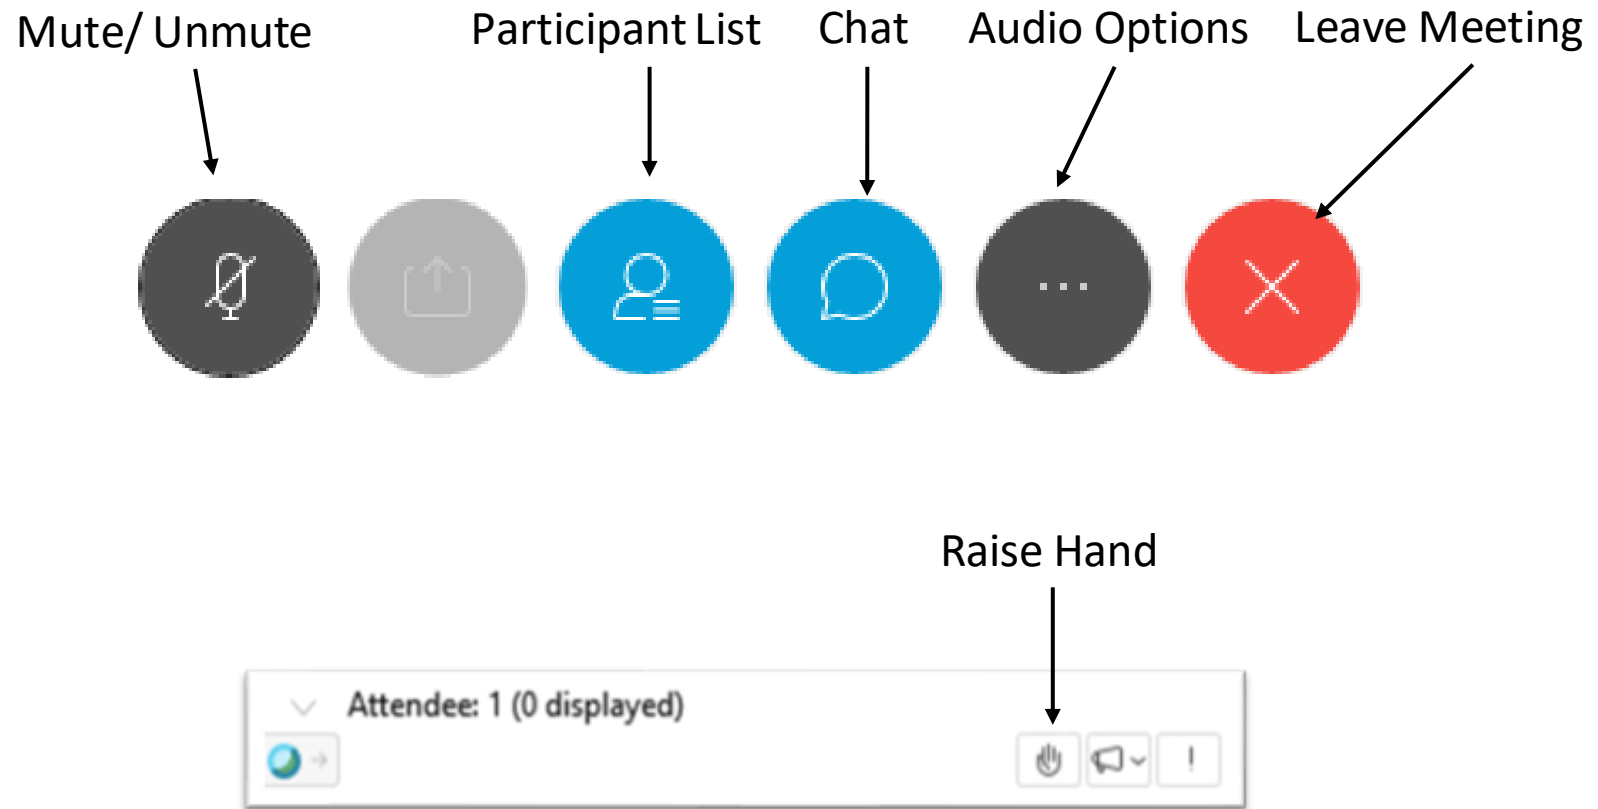 Mute/ Unmute
Participant List
Chat
Audio Options
Leave Meeting
Raise Hand
Attendee: 1 (0 displayed)